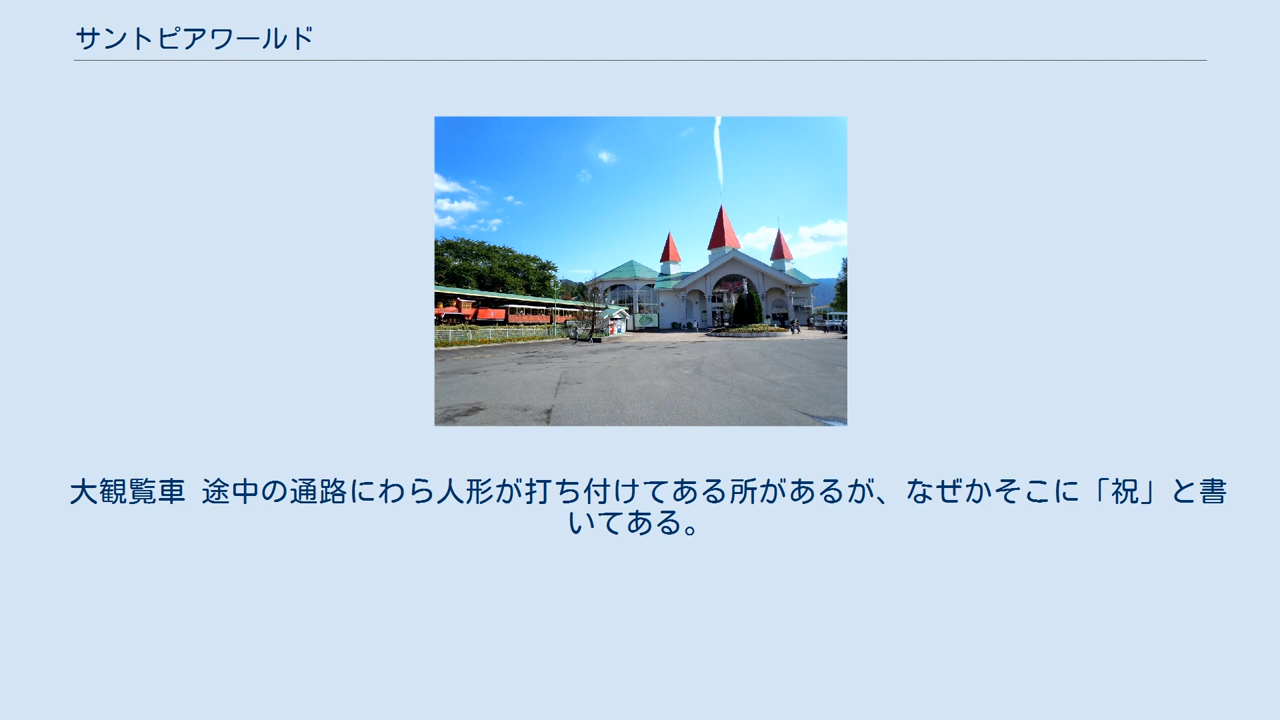 サントピアワールド
大観覧車 途中の通路にわら人形が打ち付けてある所があるが、なぜかそこに「祝」と書
いてある。